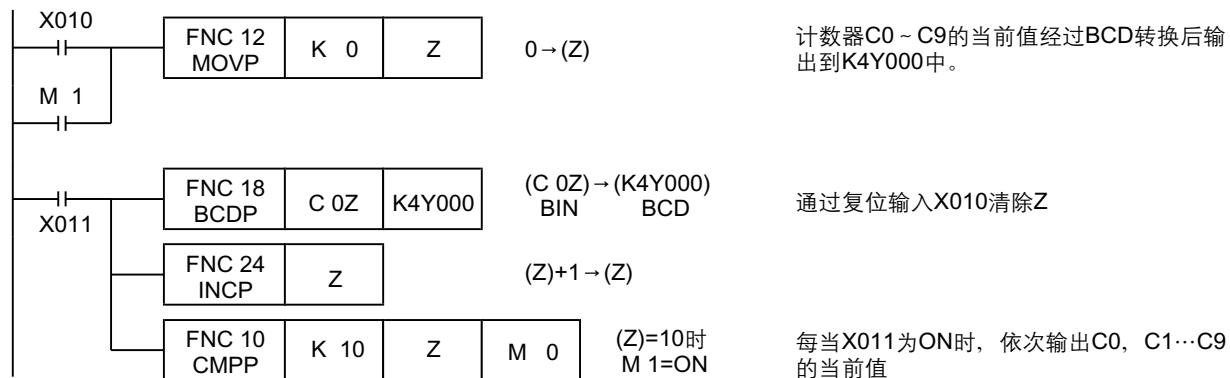 X010
FNC 12
MOVP
K 0
Z
0→(Z)
计数器C0~C9的当前值经过BCD转换后输
出到K4Y000中。
M 1
X011
FNC 18
BCDP
C 0Z
K4Y000
(C 0Z)→(K4Y000)
BIN BCD
通过复位输入X010清除Z
FNC 24
INCP
Z
(Z)+1→(Z)
FNC 10
CMPP
K 10
Z
M 0
(Z)=10时
M 1=ON
每当X011为ON时，依次输出C0，C1…C9
的当前值